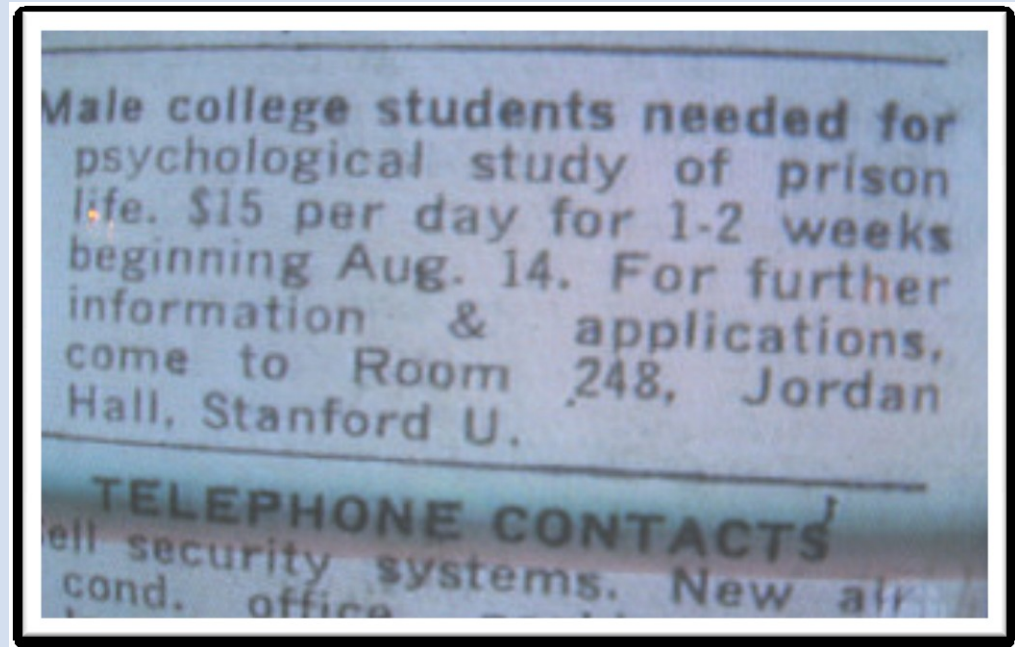 Male college students needed for
psychological study of prison
life. $15 per day for 1-2 weeks
beginning Aug. 14. For further
information & applications,
come to Room 248, Jordan
Hall, Stanford U.
TELEPHONE CONTACTS
security systems. New air
cond. office